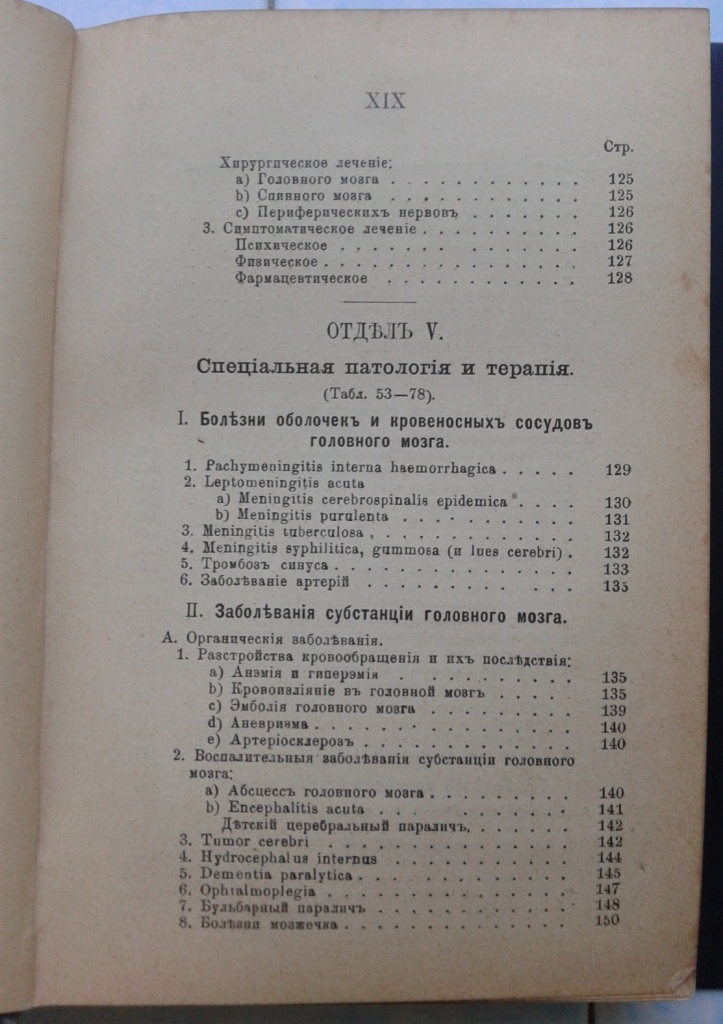 XIX
Стр.
Хирургическое леченіе:
a) Головного мозга . . . . . . . . . . . . 125
b) Спинного мозга . . . . . . . . . . . . 125
c) Периферическихъ нервовъ . . . . . . . 126
3. Симптоматическое леченіе . . . . . . . . . . 126
Психическое . . . . . . . . . . . . . . 126
Физическое . . . . . . . . . . . . . . . 127
Фармацевтическое . . . . . . . . . . . . 128
ОТДѢЛЪ V.
Спеціальная патологія и терапія.
(Табл. 53—78).
I. Болѣзни оболочекъ и кровеносныхъ сосудовъ
головного мозга.
1. Pachymeningitis interna haemorrhagica . . . . . 129
2. Leptomeningitis acuta
a) Meningitis cerebrospinalis epidemica . . . . 130
b) Meningitis purulenta . . . . . . . . . . 131
3. Meningitis tuberculosa . . . . . . . . . . . . 132
4. Meningitis syphilitica, gummosa (и lues cerebri) . 132
5. Тромбозъ синуса . . . . . . . . . . . . . . 133
6. Заболѣваніе артерій . . . . . . . . . . . . 135
II. Заболѣванія субстанціи головного мозга.
A. Органическія заболѣванія.
1. Разстройства кровообращенія и ихъ послѣдствія:
a) Анэмія и гиперэмія . . . . . . . . . . 135
b) Кровоизліяніе въ головной мозгъ . . . . . 135
c) Эмболія головного мозга . . . . . . . . 139
d) Аневризма . . . . . . . . . . . . . . 140
e) Артеріосклерозъ . . . . . . . . . . . . 140
2. Воспалительныя заболѣванія субстанціи головного
мозга:
a) Абсцессъ головного мозга . . . . . . . . 140
b) Encephalitis acuta . . . . . . . . . . . 141
Дѣтскій церебральный параличъ . . . . . . 142
3. Tumor cerebri . . . . . . . . . . . . . . 142
4. Hydrocephalus internus . . . . . . . . . . . 144
5. Dementia paralytica . . . . . . . . . . . . . 145
6. Ophtalmoplegia . . . . . . . . . . . . . . 147
7. Бульбарный параличъ . . . . . . . . . . . . 148
8. Болѣзни мозжечка . . . . . . . . . . . . . 150